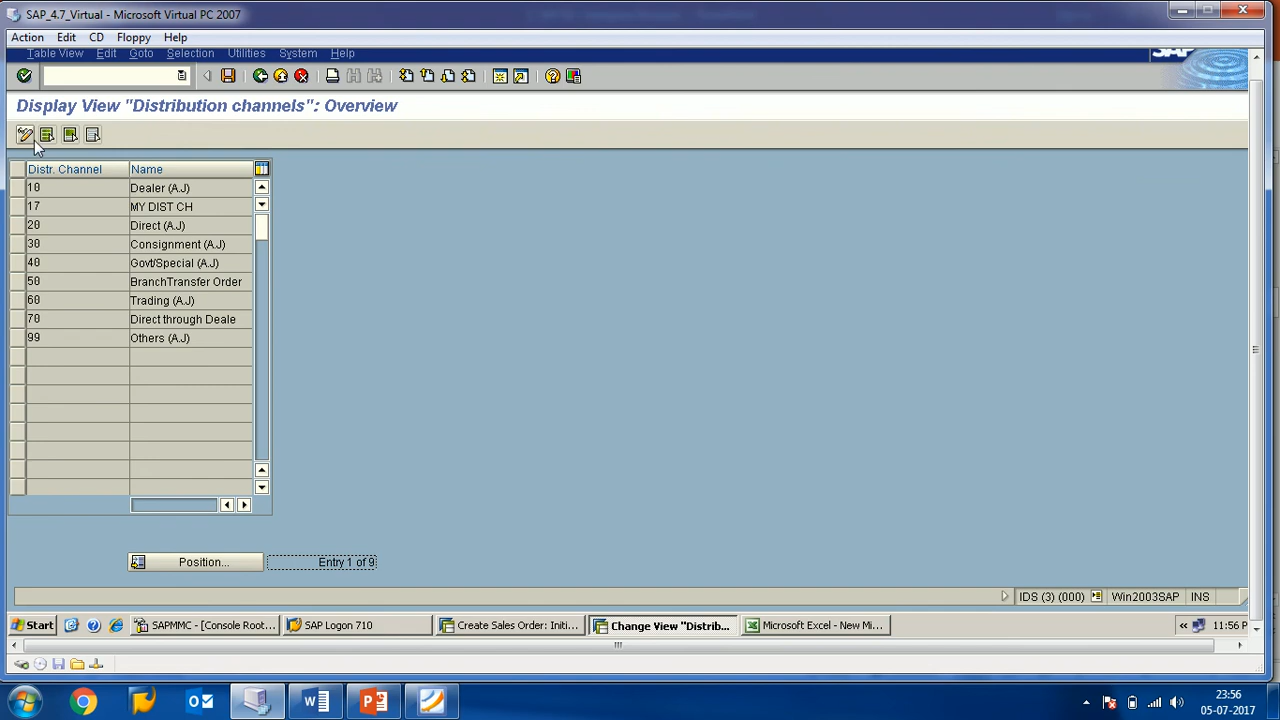 SAP_4.7_Virtual - Microsoft Virtual PC 2007
Action Edit CD Floppy Help
Table View Edit Goto Selection Utilities System Help
SAP
Display View "Distribution channels": Overview
Distr. Channel Name
10 Dealer (A.J)
17 MY DIST CH
20 Direct (A.J)
30 Consignment (A.J)
40 Govt/Special (A.J)
50 BranchTransfer Order
60 Trading (A.J)
70 Direct through Deale
99 Others (A.J)
Position... Entry 1 of 9
IDS (3) (000) Win2003SAP INS
Start SAPMMC - [Console Root... SAP Logon 710 Create Sales Order: Initi... Change View "Distrib... Microsoft Excel - New Mi... « 11:56 P
23:56
05-07-2017